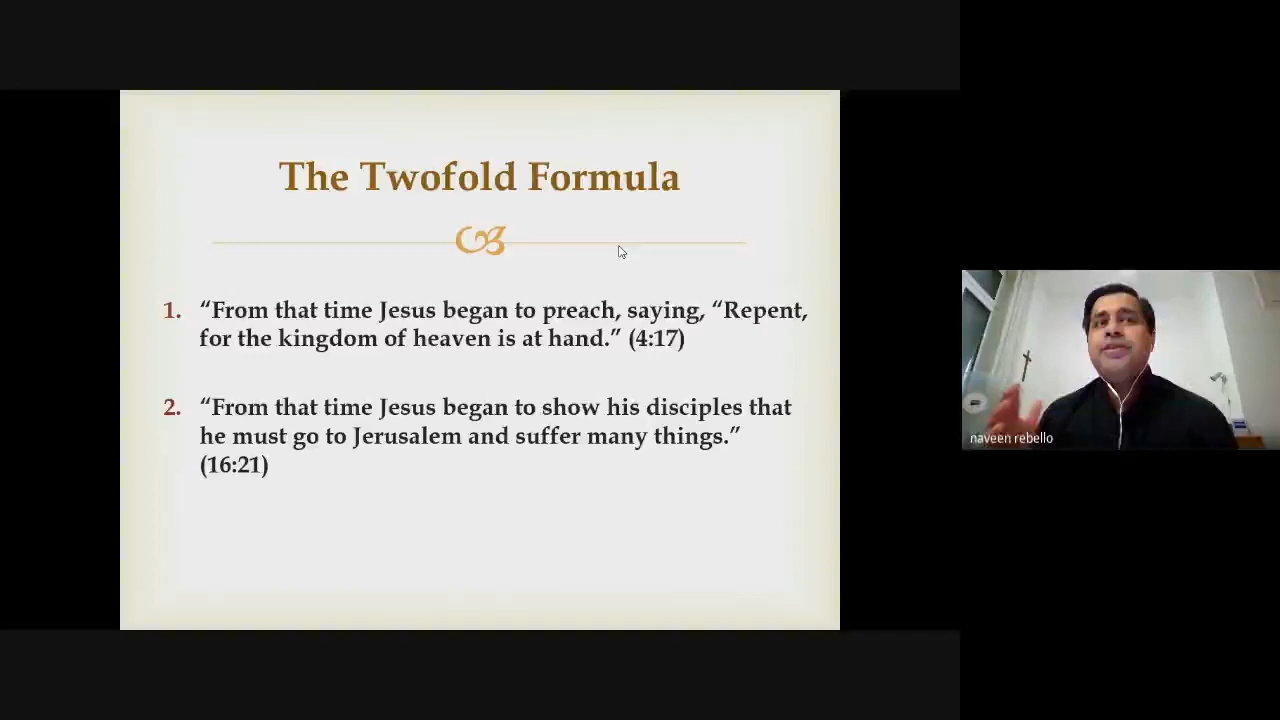 The Twofold Formula
1. “From that time Jesus began to preach, saying, “Repent,
for the kingdom of heaven is at hand.” (4:17)
2. “From that time Jesus began to show his disciples that
he must go to Jerusalem and suffer many things.”
(16:21)
naveen rebello